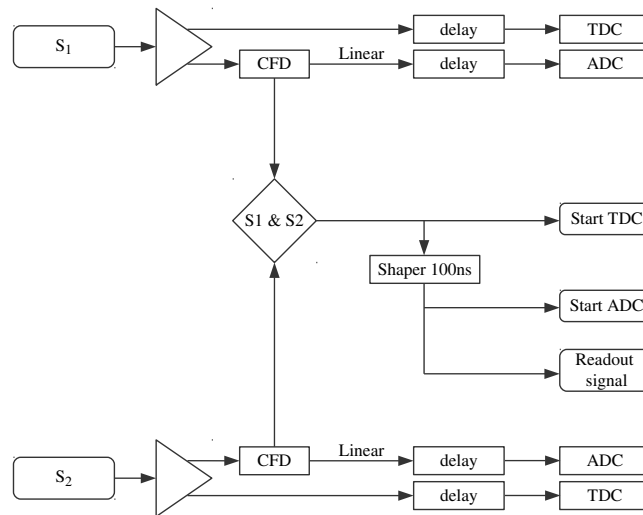 S1
delay
TDC
CFD
Linear
delay
ADC
S1 & S2
Start TDC
Shaper 100ns
Start ADC
Readout
signal
S2
CFD
Linear
delay
ADC
delay
TDC